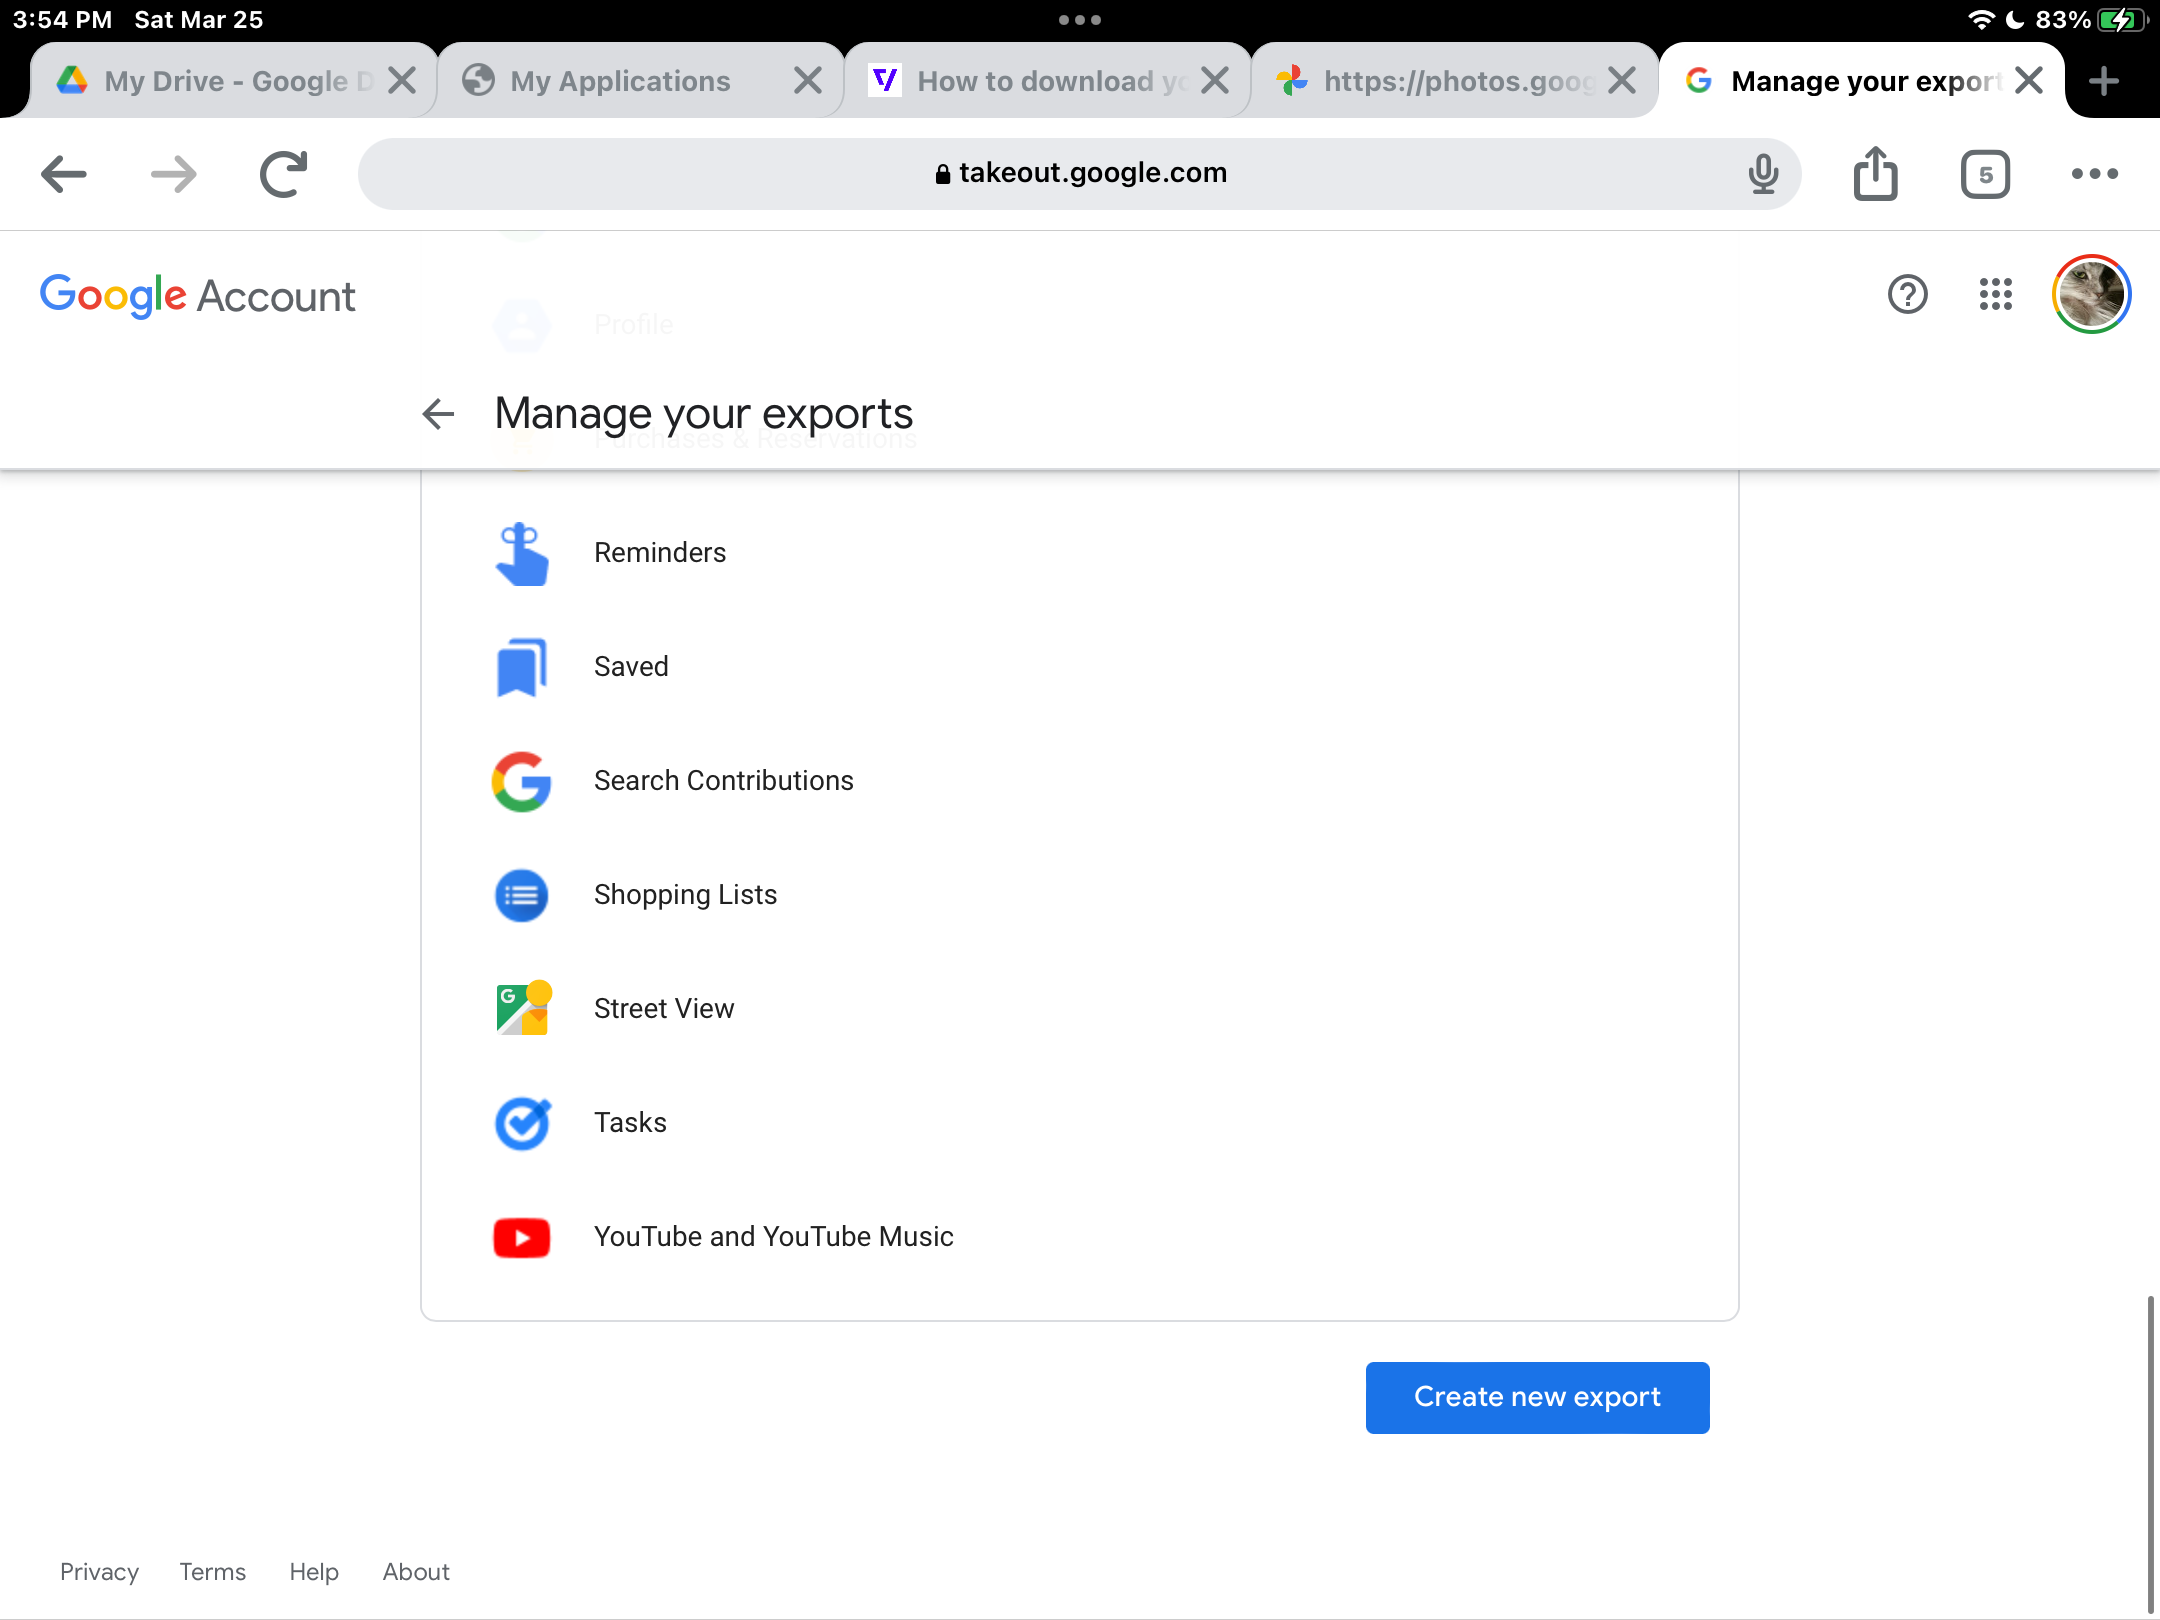 3:54 PM Sat Mar 25
83%
My Drive - Google D
My Applications
How to download yo
https://photos.goog
Manage your export
takeout.google.com
5
Google Account
Profile
Manage your exports
Purchases & Reservations
Reminders
Saved
Search Contributions
Shopping Lists
Street View
Tasks
YouTube and YouTube Music
Create new export
Privacy Terms Help About